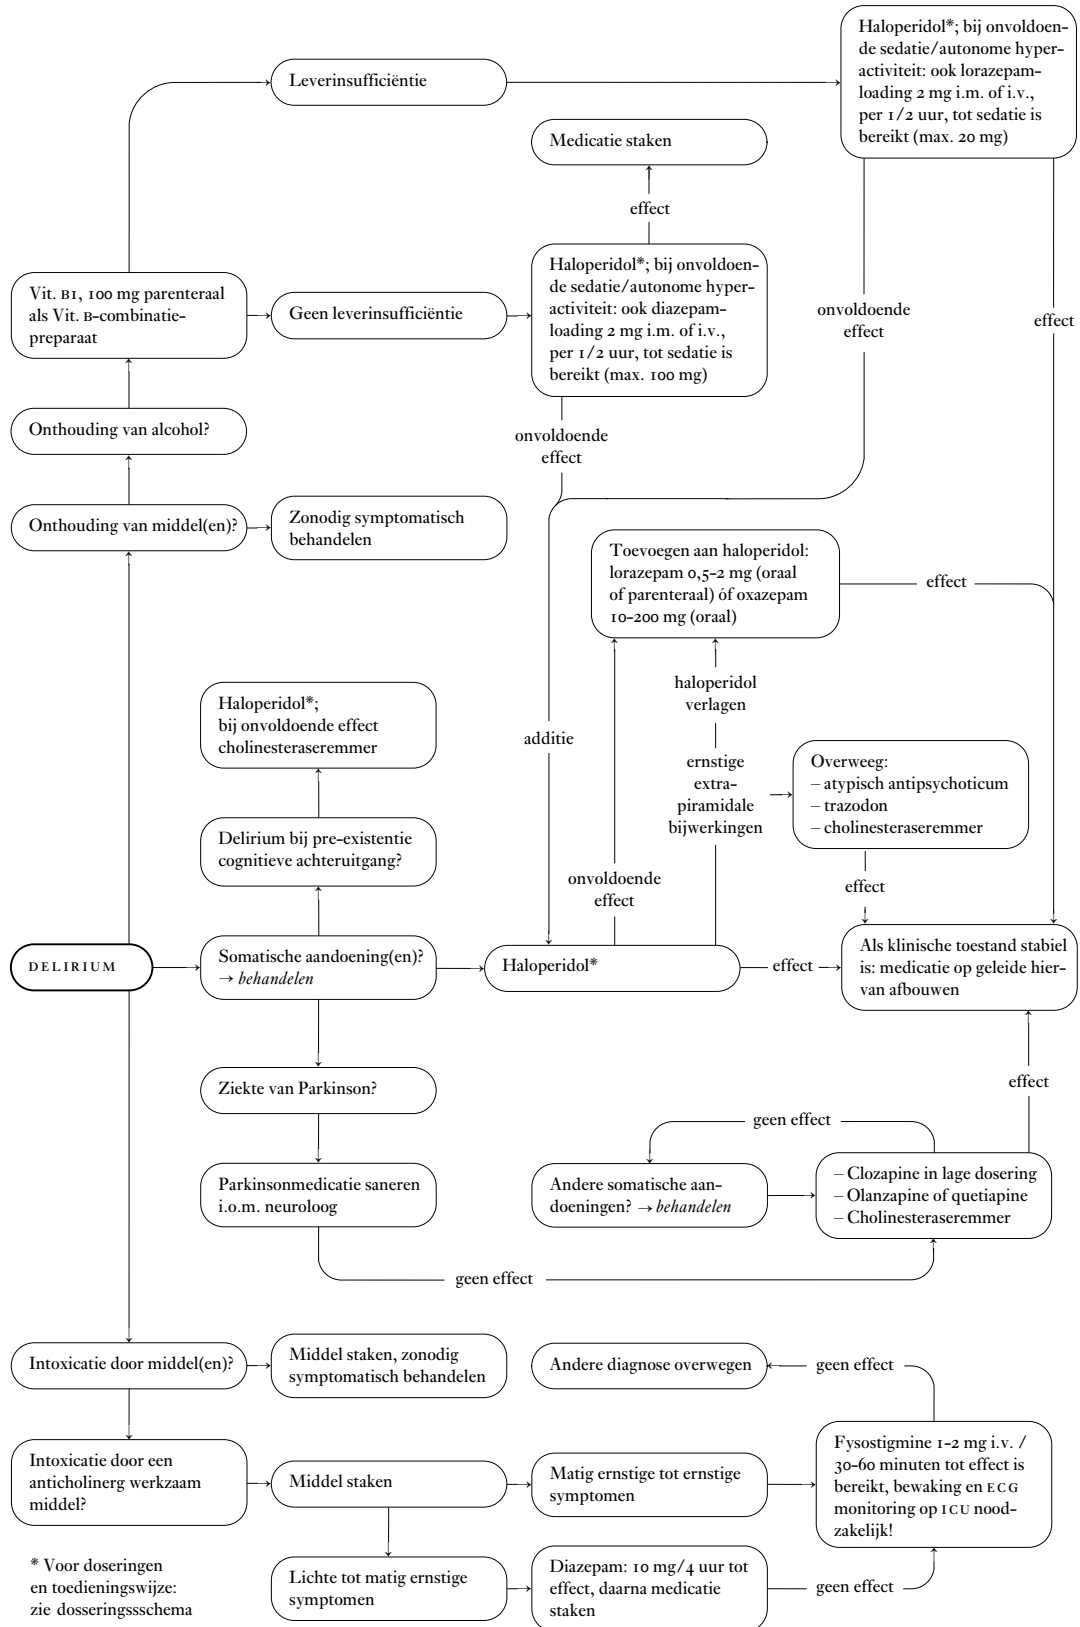 Haloperidol*; bij onvoldoen-
de sedatie/autonome hyper-
activiteit: ook lorazepam-
loading 2 mg i.m. of i.v.,
per 1/2 uur, tot sedatie is
bereikt (max. 20 mg)
Leverinsufficiëntie
Medicatie staken
effect
Haloperidol*; bij onvoldoen-
de sedatie/autonome hyper-
activiteit: ook diazepam-
loading 2 mg i.m. of i.v.,
per 1/2 uur, tot sedatie is
bereikt (max. 100 mg)
Vit. B1, 100 mg parenteraal
als Vit. B-combinatie-
preparaat
Geen leverinsufficiëntie
onvoldoende
effect
effect
Onthouding van alcohol?
onvoldoende
effect
Onthouding van middel(en)?
Zonodig symptomatisch
behandelen
Toevoegen aan haloperidol:
lorazepam 0,5-2 mg (oraal
of parenteraal) óf oxazepam
10-200 mg (oraal)
effect
haloperidol
verlagen
Haloperidol*;
bij onvoldoende effect
cholinesteraseremmer
additie
ernstige
extra-
piramidale
bijwerkingen
Overweeg:
– atypisch antipsychoticum
– trazodon
– cholinesteraseremmer
Delirium bij pre-existentie
cognitieve achteruitgang?
onvoldoende
effect
effect
DELIRIUM
Somatische aandoening(en)?
→ behandelen
Haloperidol*
effect
Als klinische toestand stabiel
is: medicatie op geleide hier-
van afbouwen
Ziekte van Parkinson?
effect
geen effect
Parkinsonmedicatie saneren
i.o.m. neuroloog
Andere somatische aan-
doeningen? → behandelen
– Clozapine in lage dosering
– Olanzapine of quetiapine
– Cholinesteraseremmer
geen effect
Intoxicatie door middel(en)?
Middel staken, zonodig
symptomatisch behandelen
Andere diagnose overwegen
geen effect
Intoxicatie door een
anticholinerg werkzaam
middel?
Middel staken
Matig ernstige tot ernstige
symptomen
Fysostigmine 1-2 mg i.v. /
30-60 minuten tot effect is
bereikt, bewaking en ECG
monitoring op ICU nood-
zakelijk!
* Voor doseringen
en toedieningswijze:
zie dosseringssschema
Lichte tot matig ernstige
symptomen
Diazepam: 10 mg/4 uur tot
effect, daarna medicatie
staken
geen effect